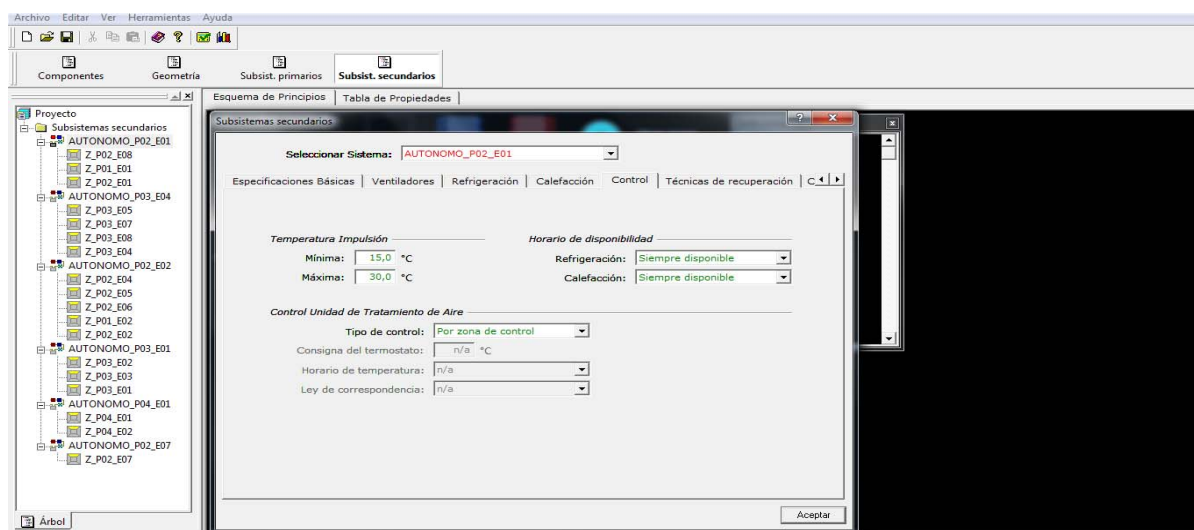 Archivo Editar Ver Herramientas Ayuda
Componentes Geometría Subsist. primarios Subsist. secundarios
Esquema de Principios Tabla de Propiedades
Proyecto
Subsistemas secundarios
AUTONOMO_P02_E01
Z_P02_E08
Z_P01_E01
Z_P02_E01
AUTONOMO_P03_E04
Z_P03_E05
Z_P03_E07
Z_P03_E08
Z_P03_E04
AUTONOMO_P02_E02
Z_P02_E04
Z_P02_E05
Z_P02_E06
Z_P01_E02
Z_P02_E02
AUTONOMO_P03_E01
Z_P03_E02
Z_P03_E03
Z_P03_E01
AUTONOMO_P04_E01
Z_P04_E01
Z_P04_E02
AUTONOMO_P02_E07
Z_P02_E07
Árbol
Subsistemas secundarios
Seleccionar Sistema: AUTONOMO_P02_E01
Especificaciones Básicas Ventiladores Refrigeración Calefacción Control Técnicas de recuperación C
Temperatura Impulsión
Mínima: 15,0 °C
Máxima: 30,0 °C
Horario de disponibilidad
Refrigeración: Siempre disponible
Calefacción: Siempre disponible
Control Unidad de Tratamiento de Aire
Tipo de control: Por zona de control
Consigna del termostato: n/a °C
Horario de temperatura: n/a
Ley de correspondencia: n/a
Aceptar